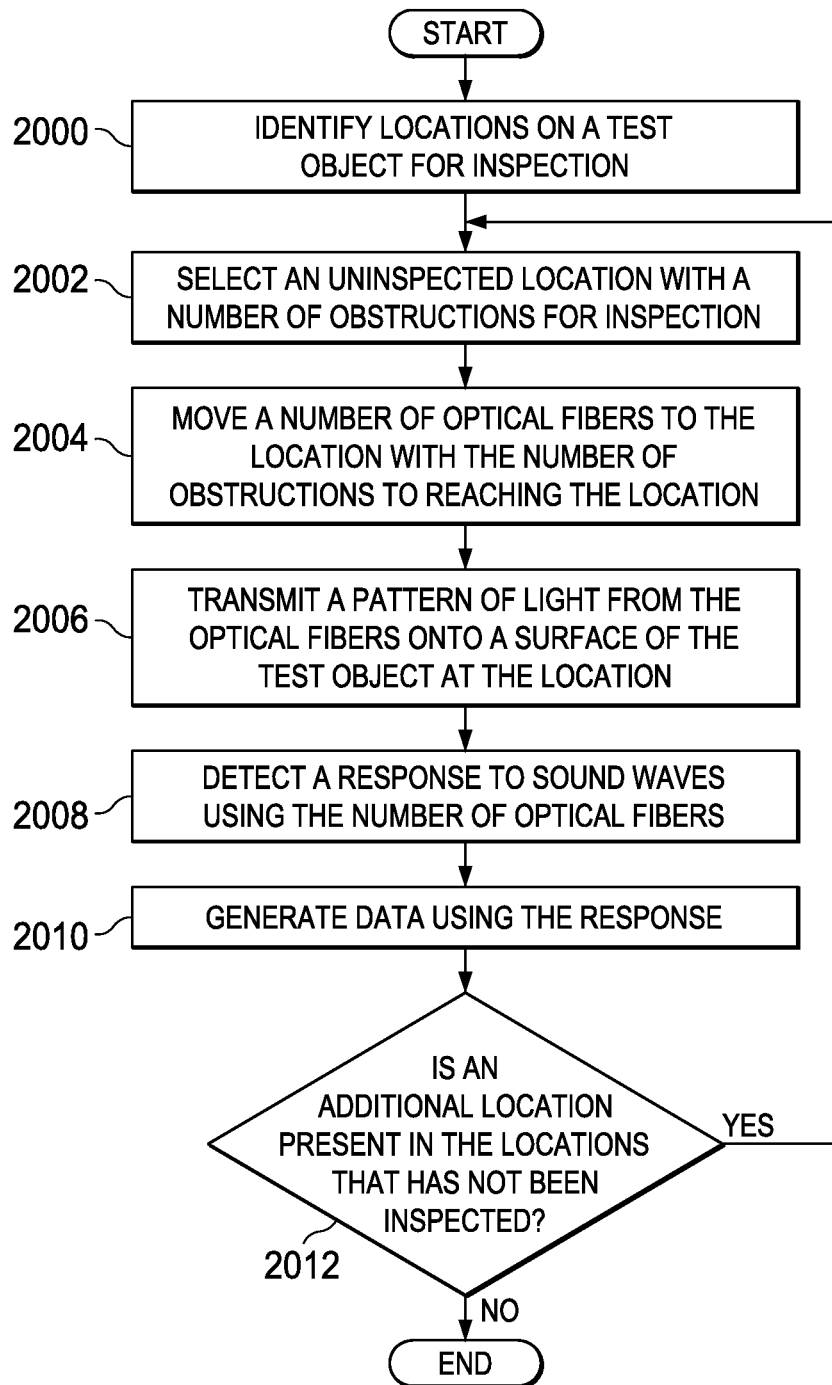 START
2000
IDENTIFY LOCATIONS ON A TEST
OBJECT FOR INSPECTION
2002
SELECT AN UNINSPECTED LOCATION WITH A
NUMBER OF OBSTRUCTIONS FOR INSPECTION
2004
MOVE A NUMBER OF OPTICAL FIBERS TO THE
LOCATION WITH THE NUMBER OF
OBSTRUCTIONS TO REACHING THE LOCATION
2006
TRANSMIT A PATTERN OF LIGHT FROM THE
OPTICAL FIBERS ONTO A SURFACE OF THE
TEST OBJECT AT THE LOCATION
2008
DETECT A RESPONSE TO SOUND WAVES
USING THE NUMBER OF OPTICAL FIBERS
2010
GENERATE DATA USING THE RESPONSE
IS AN
ADDITIONAL LOCATION
PRESENT IN THE LOCATIONS
THAT HAS NOT BEEN
INSPECTED?
YES
2012
NO
END